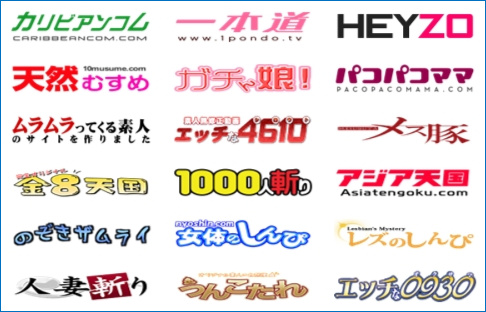 カリビアンコム
CARIBBEANCOM.COM
一本道
www.1pondo.tv
HEYZO
10musume.com
天然むすめ
ガチん娘!
パコパコママ
PACOPACOMAMA.COM
ムラムラってくる素人
のサイトを作りました
エッチな4610
メス豚
金8天国
1000人斬り
アジア天国
Asiatengoku.com
のぞきザムライ
nyoshin.com
女体のしんぴ
Lesbian's Mystery
レズのしんぴ
人妻斬り
うんこたれ
エッチな0930